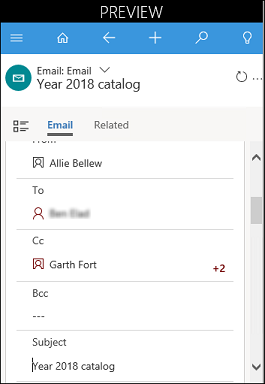 PREVIEW
Email: Email
Year 2018 catalog
Email Related
From
Allie Bellew
To
Cc
Garth Fort +2
Bcc
---
Subject
Year 2018 catalog